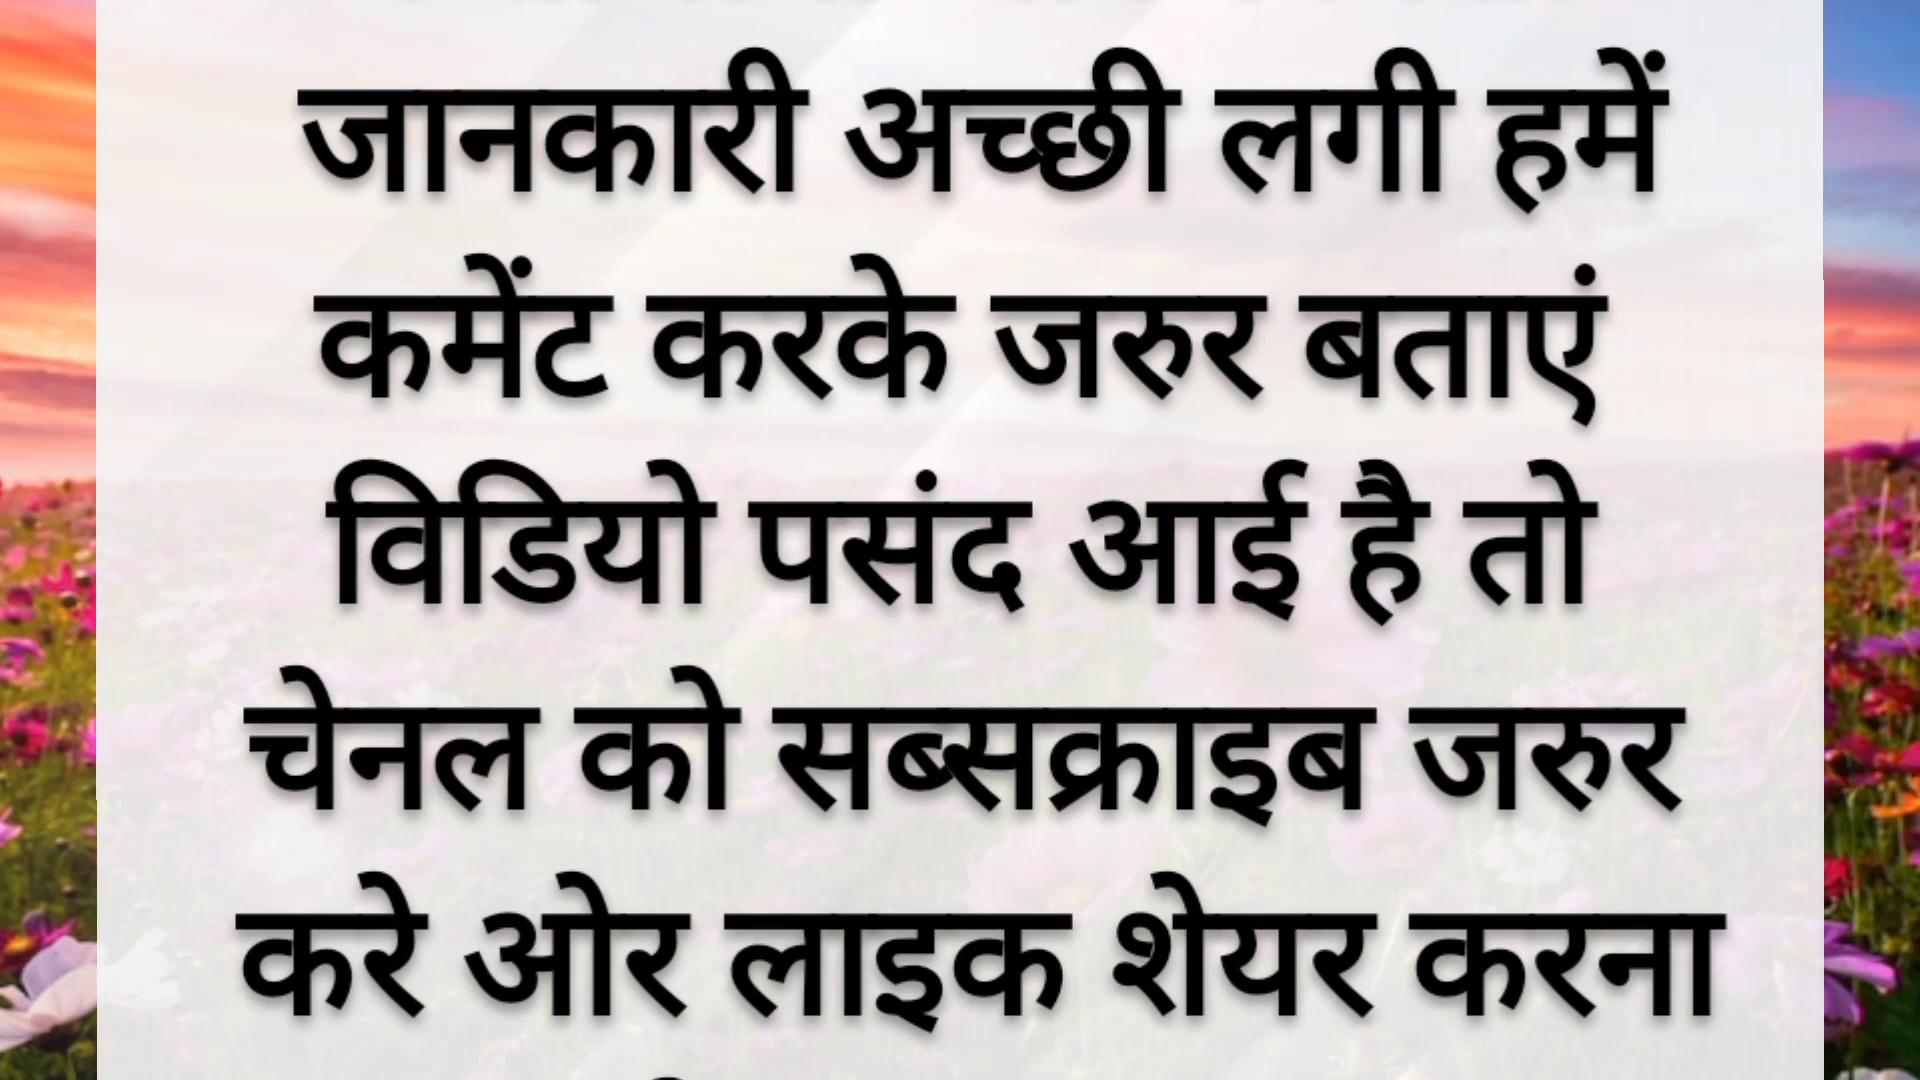 जानकारी अच्छी लगी हमें
कमेंट करके जरुर बताएं
विडियो पसंद आई है तो
चेनल को सब्सक्राइब जरुर
करे ओर लाइक शेयर करना